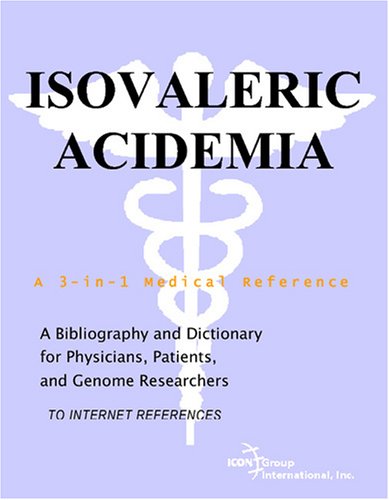 ISOVALERIC
ACIDEMIA
A 3-in-1 Medical Reference
A Bibliography and Dictionary
for Physicians, Patients,
and Genome Researchers
TO INTERNET REFERENCES
ICON Group
International, Inc.